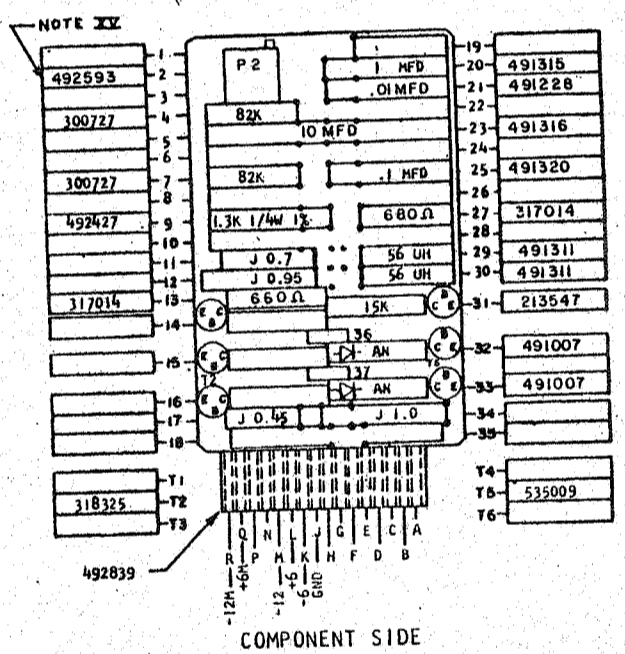 NOTE XV
1
492593 2
3
300727 4
5
6
300727 7
8
492427 9
10
11
12
317014 13
14
15
16
17
18
T1
318325 T2
T3
492839
P2
1 MFD
.01MFD
82K
10 MFD
82K
.1 MFD
1.3K 1/4W 1%
680Ω
J 0.7
56 UH
J 0.95
56 UH
660Ω
15K
E C B
C B E
36
E C B
AN
C B E
T5
T2
37
AN
E C B
C B E
J 0.45
J 1.0
19
20 491315
21 491228
22
23 491316
24
25 491320
26
27 317014
28
29 491311
30 491311
31 213547
32 491007
33 491007
34
35
T4
T5 535009
T6
R Q P N M L K J H G F E D C B A
-12M
+6M
-12
+6
-6
GND
COMPONENT SIDE